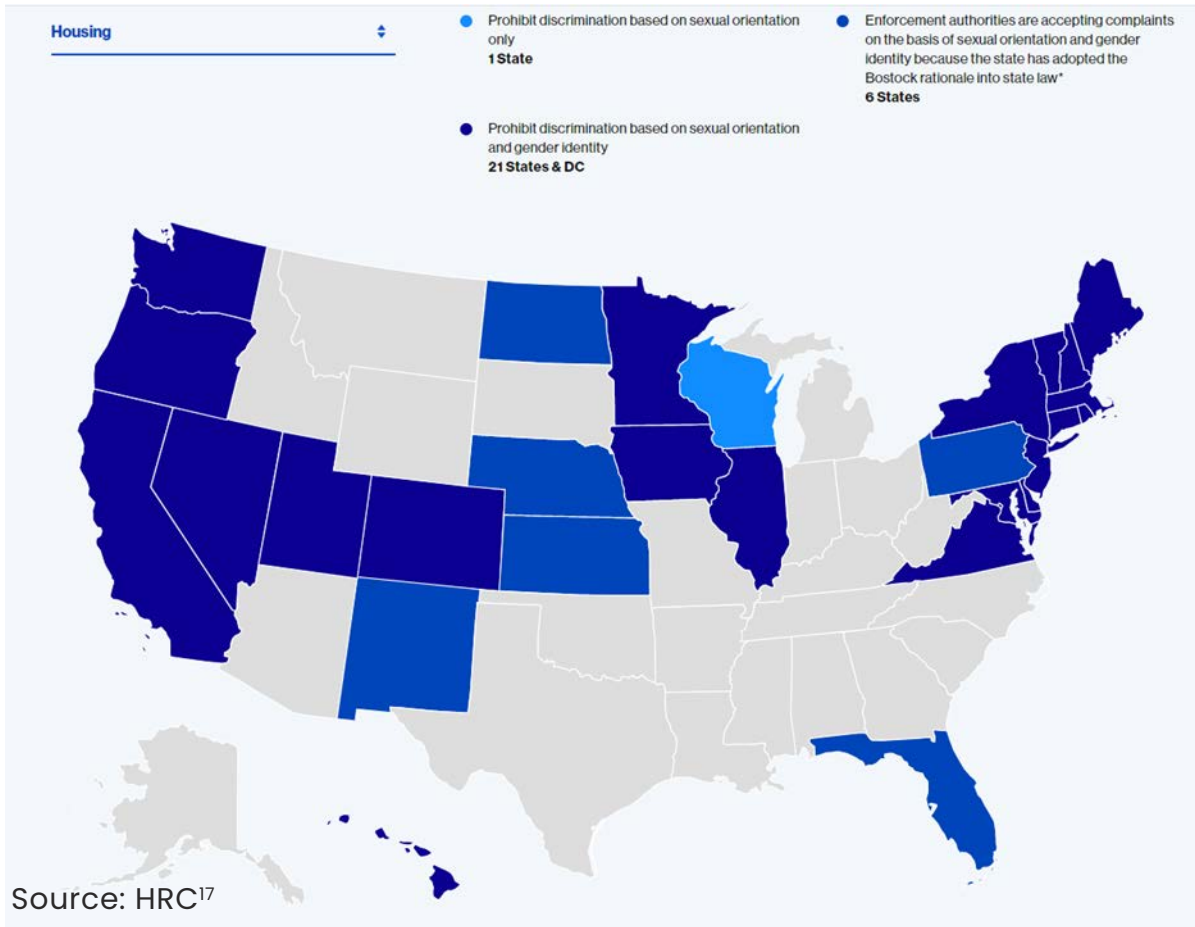 Housing
Prohibit discrimination based on sexual orientation
only
1 State
Prohibit discrimination based on sexual orientation
and gender identity
21 States & DC
Enforcement authorities are accepting complaints
on the basis of sexual orientation and gender
identity because the state has adopted the
Bostock rationale into state law*
6 States
Source: HRC¹⁷